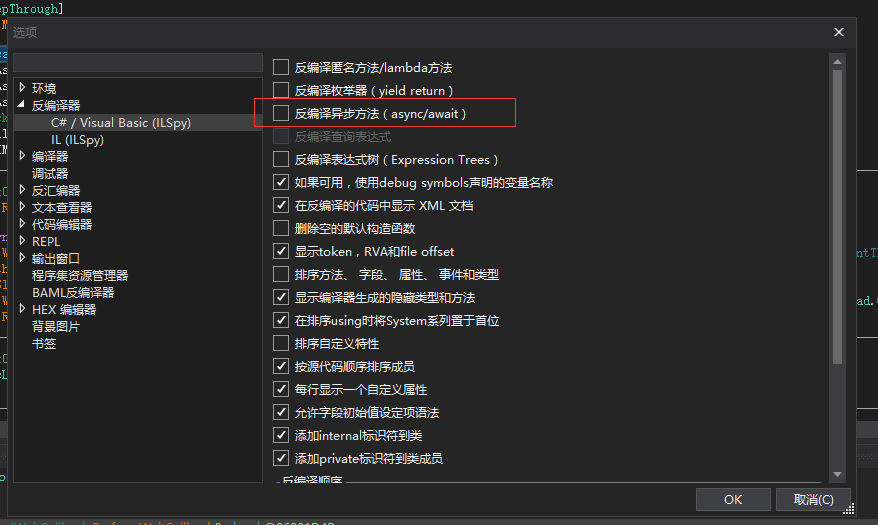 epThrough]
选项
反编译匿名方法/lambda方法
反编译枚举器（yield return）
反编译异步方法（async/await）
反编译查询表达式
反编译表达式树（Expression Trees）
如果可用，使用debug symbols声明的变量名称
在反编译的代码中显示 XML 文档
删除空的默认构造函数
显示token，RVA和file offset
排序方法、 字段、 属性、 事件和类型
显示编译器生成的隐藏类型和方法
在排序using时将System系列置于首位
排序自定义特性
按源代码顺序排序成员
每行显示一个自定义属性
允许字段初始值设定项语法
添加internal标识符到类
添加private标识符到类成员
反编译顺序
环境
反编译器
C# / Visual Basic (ILSpy)
IL (ILSpy)
编译器
调试器
反汇编器
文本查看器
代码编辑器
REPL
输出窗口
程序集资源管理器
BAML反编译器
HEX 编辑器
背景图片
书签
OK
取消(C)